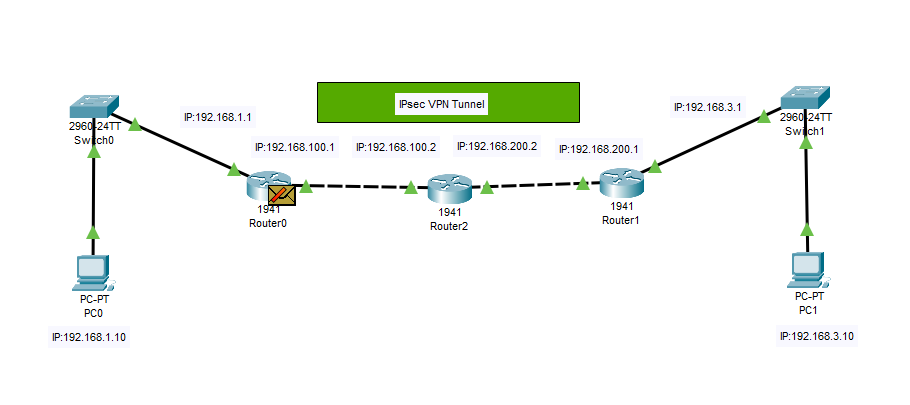 IPsec VPN Tunnel
2960-24TT
Switch0
IP:192.168.1.1
IP:192.168.3.1
2960-24TT
Switch1
IP:192.168.100.1
IP:192.168.100.2
IP:192.168.200.2
IP:192.168.200.1
1941
Router0
1941
Router2
1941
Router1
PC-PT
PC0
IP:192.168.1.10
PC-PT
PC1
IP:192.168.3.10